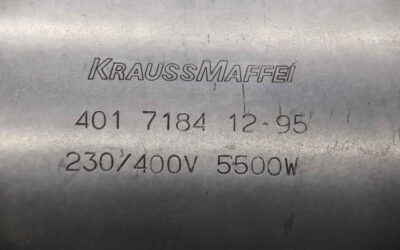 KRAUSSMAFFEI
401 7184 12-95
230/400V 5500W